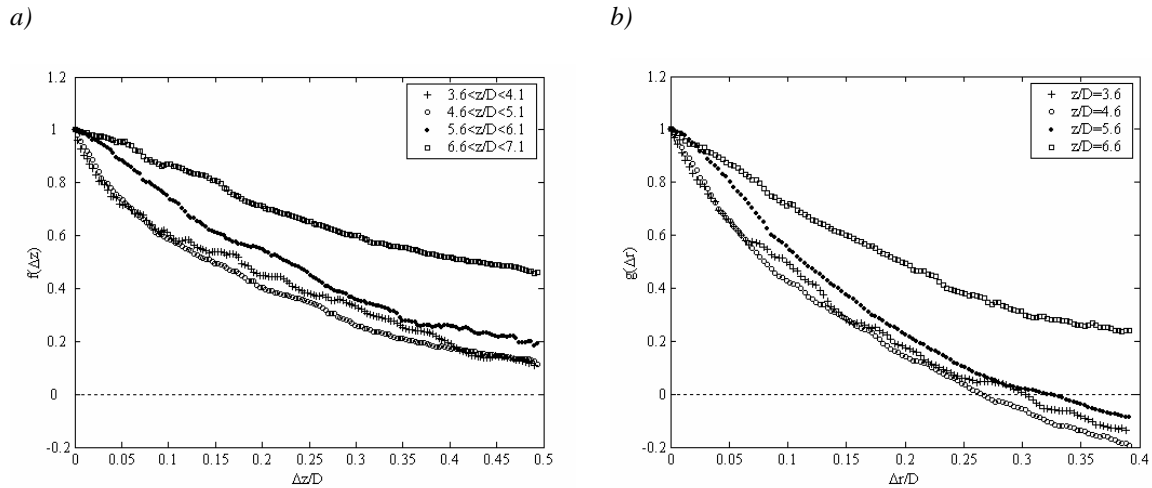 a)
b)
1.2
1
0.8
0.6
0.4
0.2
0
-0.2
f(Δz)
0 0.05 0.1 0.15 0.2 0.25 0.3 0.35 0.4 0.45 0.5
Δz/D
3.6<z/D<4.1
4.6<z/D<5.1
5.6<z/D<6.1
6.6<z/D<7.1
1.2
1
0.8
0.6
0.4
0.2
0
-0.2
g(Δr)
0 0.05 0.1 0.15 0.2 0.25 0.3 0.35 0.4
Δr/D
z/D=3.6
z/D=4.6
z/D=5.6
z/D=6.6